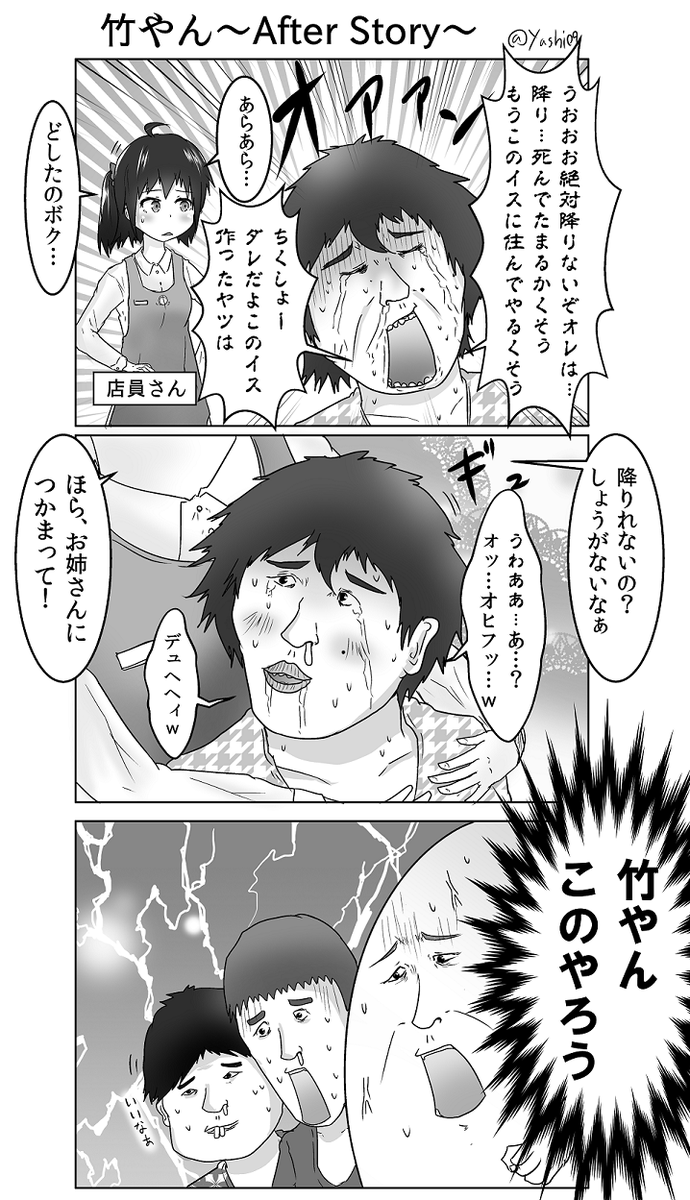 竹やん〜After Story〜
@Yashi09
うおおお絶対降りないぞオレは…
降り…死んでたまるかくそう
もうこのイスに住んでやるくそう
オアアァン
あらあら…
ちくしょー
ダレだよこのイス
作ったヤツは
どしたのボク…
店員さん
降りれないの?
しょうがないなぁ
ギュ
うわああ…あ…?
オッ…オヒフッ…w
ほら、お姉さんに
つかまって!
デュヘヘィw
竹やん
このやろう
いいなぁ